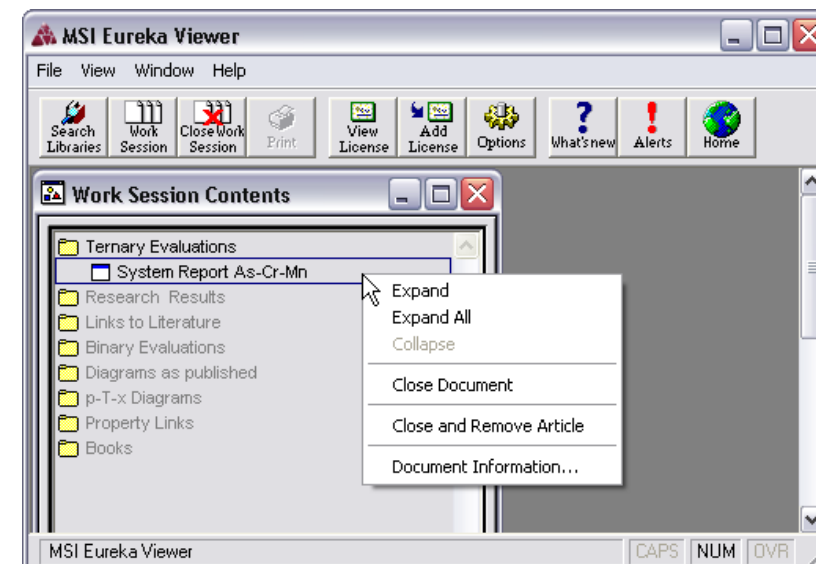 MSI Eureka Viewer
File View Window Help
Search Libraries
Work Session
Close Work Session
Print
View License
Add License
Options
What's new
Alerts
Home
Work Session Contents
Ternary Evaluations
System Report As-Cr-Mn
Research Results
Links to Literature
Binary Evaluations
Diagrams as published
p-T-x Diagrams
Property Links
Books
Expand
Expand All
Collapse
Close Document
Close and Remove Article
Document Information...
MSI Eureka Viewer
CAPS NUM OVR